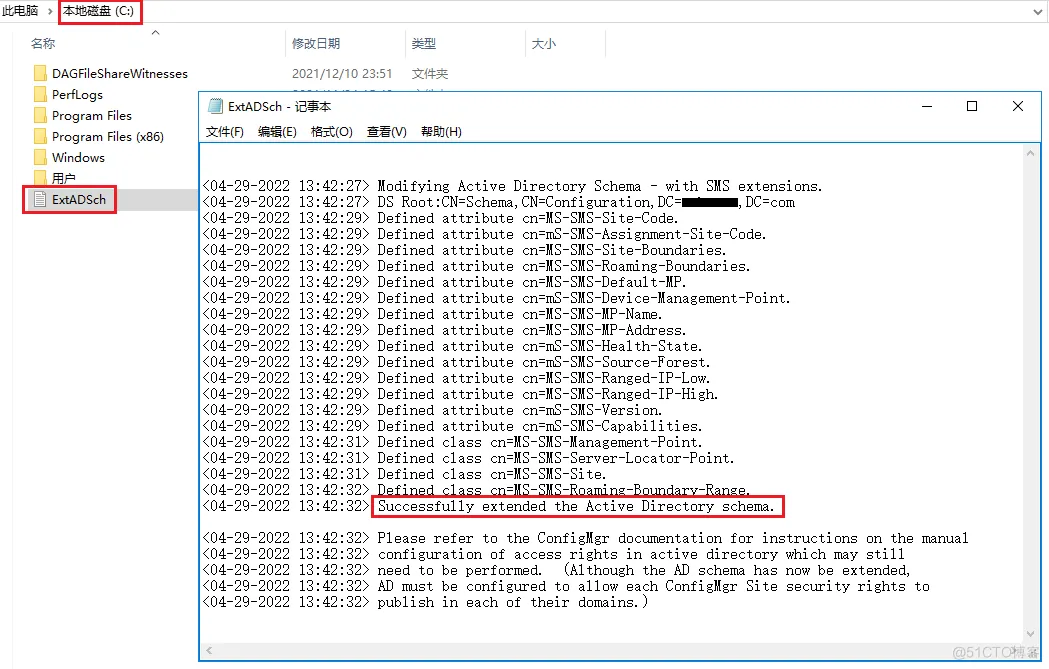 此电脑 › 本地磁盘 (C:)
名称 修改日期 类型 大小
DAGFileShareWitnesses 2021/12/10 23:51 文件夹
PerfLogs
Program Files
Program Files (x86)
Windows
用户
ExtADSch
ExtADSch - 记事本
文件(F) 编辑(E) 格式(O) 查看(V) 帮助(H)
<04-29-2022 13:42:27> Modifying Active Directory Schema - with SMS extensions.
<04-29-2022 13:42:27> DS Root:CN=Schema,CN=Configuration,DC= ,DC=com
<04-29-2022 13:42:29> Defined attribute cn=MS-SMS-Site-Code.
<04-29-2022 13:42:29> Defined attribute cn=mS-SMS-Assignment-Site-Code.
<04-29-2022 13:42:29> Defined attribute cn=MS-SMS-Site-Boundaries.
<04-29-2022 13:42:29> Defined attribute cn=MS-SMS-Roaming-Boundaries.
<04-29-2022 13:42:29> Defined attribute cn=MS-SMS-Default-MP.
<04-29-2022 13:42:29> Defined attribute cn=mS-SMS-Device-Management-Point.
<04-29-2022 13:42:29> Defined attribute cn=MS-SMS-MP-Name.
<04-29-2022 13:42:29> Defined attribute cn=MS-SMS-MP-Address.
<04-29-2022 13:42:29> Defined attribute cn=mS-SMS-Health-State.
<04-29-2022 13:42:29> Defined attribute cn=mS-SMS-Source-Forest.
<04-29-2022 13:42:29> Defined attribute cn=MS-SMS-Ranged-IP-Low.
<04-29-2022 13:42:29> Defined attribute cn=MS-SMS-Ranged-IP-High.
<04-29-2022 13:42:29> Defined attribute cn=mS-SMS-Version.
<04-29-2022 13:42:29> Defined attribute cn=mS-SMS-Capabilities.
<04-29-2022 13:42:31> Defined class cn=MS-SMS-Management-Point.
<04-29-2022 13:42:31> Defined class cn=MS-SMS-Server-Locator-Point.
<04-29-2022 13:42:31> Defined class cn=MS-SMS-Site.
<04-29-2022 13:42:32> Defined class cn=MS-SMS-Roaming-Boundary-Range.
<04-29-2022 13:42:32> Successfully extended the Active Directory schema.
<04-29-2022 13:42:32> Please refer to the ConfigMgr documentation for instructions on the manual
<04-29-2022 13:42:32> configuration of access rights in active directory which may still
<04-29-2022 13:42:32> need to be performed. (Although the AD schema has now be extended,
<04-29-2022 13:42:32> AD must be configured to allow each ConfigMgr Site security rights to
<04-29-2022 13:42:32> publish in each of their domains.)
@51CTO博客